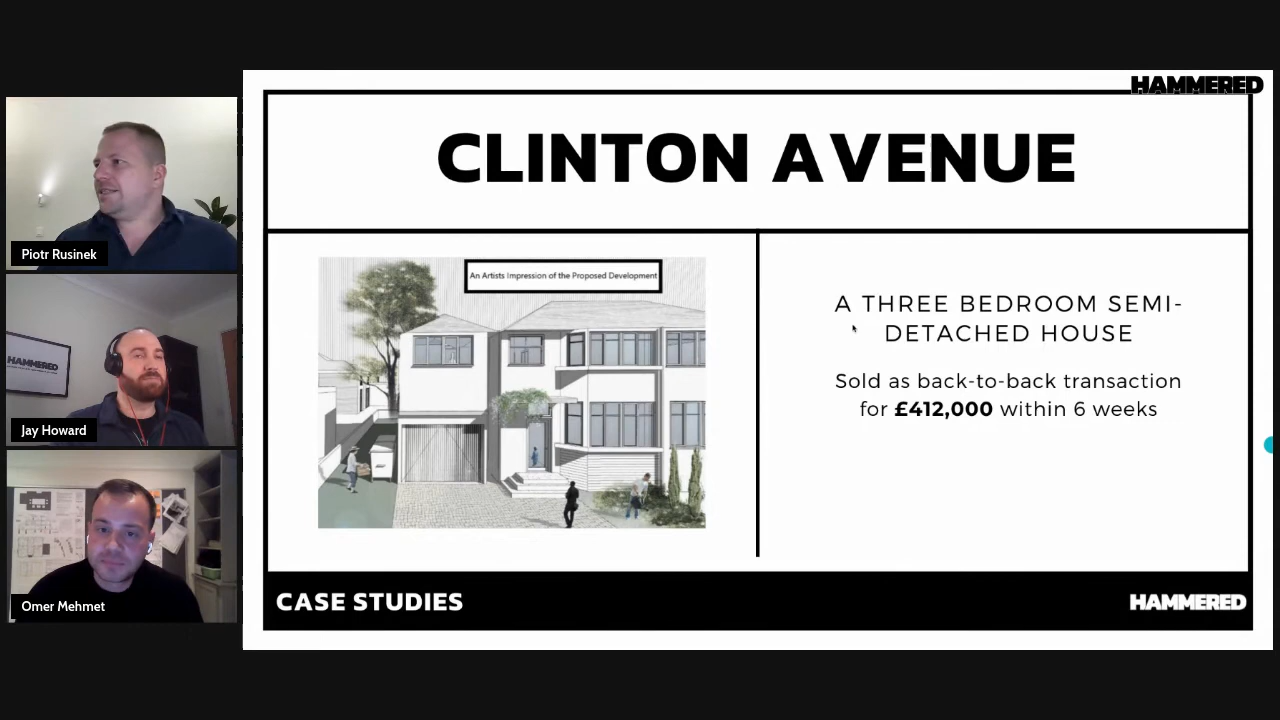 HAMMERED
CLINTON AVENUE
Piotr Rusinek
HAMMERED
Jay Howard
Omer Mehmet
An Artists Impression of the Proposed Development
A THREE BEDROOM SEMI-
DETACHED HOUSE
Sold as back-to-back transaction
for £412,000 within 6 weeks
CASE STUDIES
HAMMERED